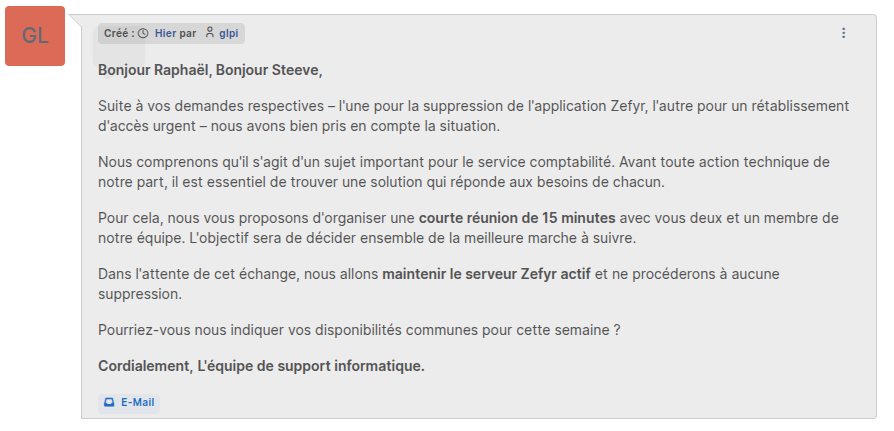 GL
Créé : Hier par glpi
Bonjour Raphaël, Bonjour Steeve,
Suite à vos demandes respectives – l'une pour la suppression de l'application Zefyr, l'autre pour un rétablissement
d'accès urgent – nous avons bien pris en compte la situation.
Nous comprenons qu'il s'agit d'un sujet important pour le service comptabilité. Avant toute action technique de
notre part, il est essentiel de trouver une solution qui réponde aux besoins de chacun.
Pour cela, nous vous proposons d'organiser une courte réunion de 15 minutes avec vous deux et un membre de
notre équipe. L'objectif sera de décider ensemble de la meilleure marche à suivre.
Dans l'attente de cet échange, nous allons maintenir le serveur Zefyr actif et ne procéderons à aucune
suppression.
Pourriez-vous nous indiquer vos disponibilités communes pour cette semaine ?
Cordialement, L'équipe de support informatique.
E-Mail